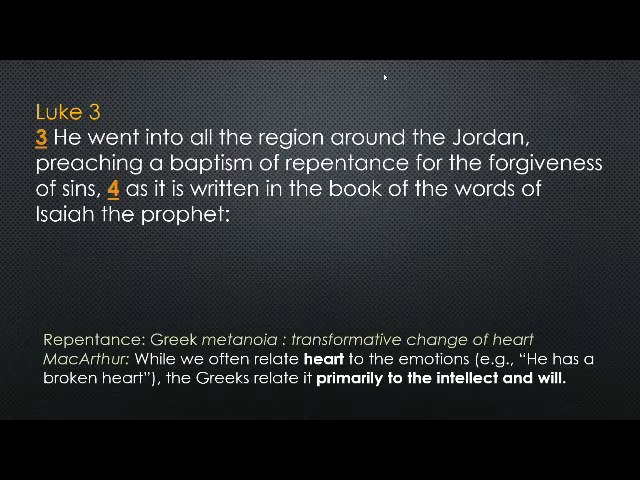 Luke 3
3 He went into all the region around the Jordan,
preaching a baptism of repentance for the forgiveness
of sins, 4 as it is written in the book of the words of
Isaiah the prophet:
Repentance: Greek metanoia : transformative change of heart
MacArthur: While we often relate heart to the emotions (e.g., “He has a
broken heart”), the Greeks relate it primarily to the intellect and will.